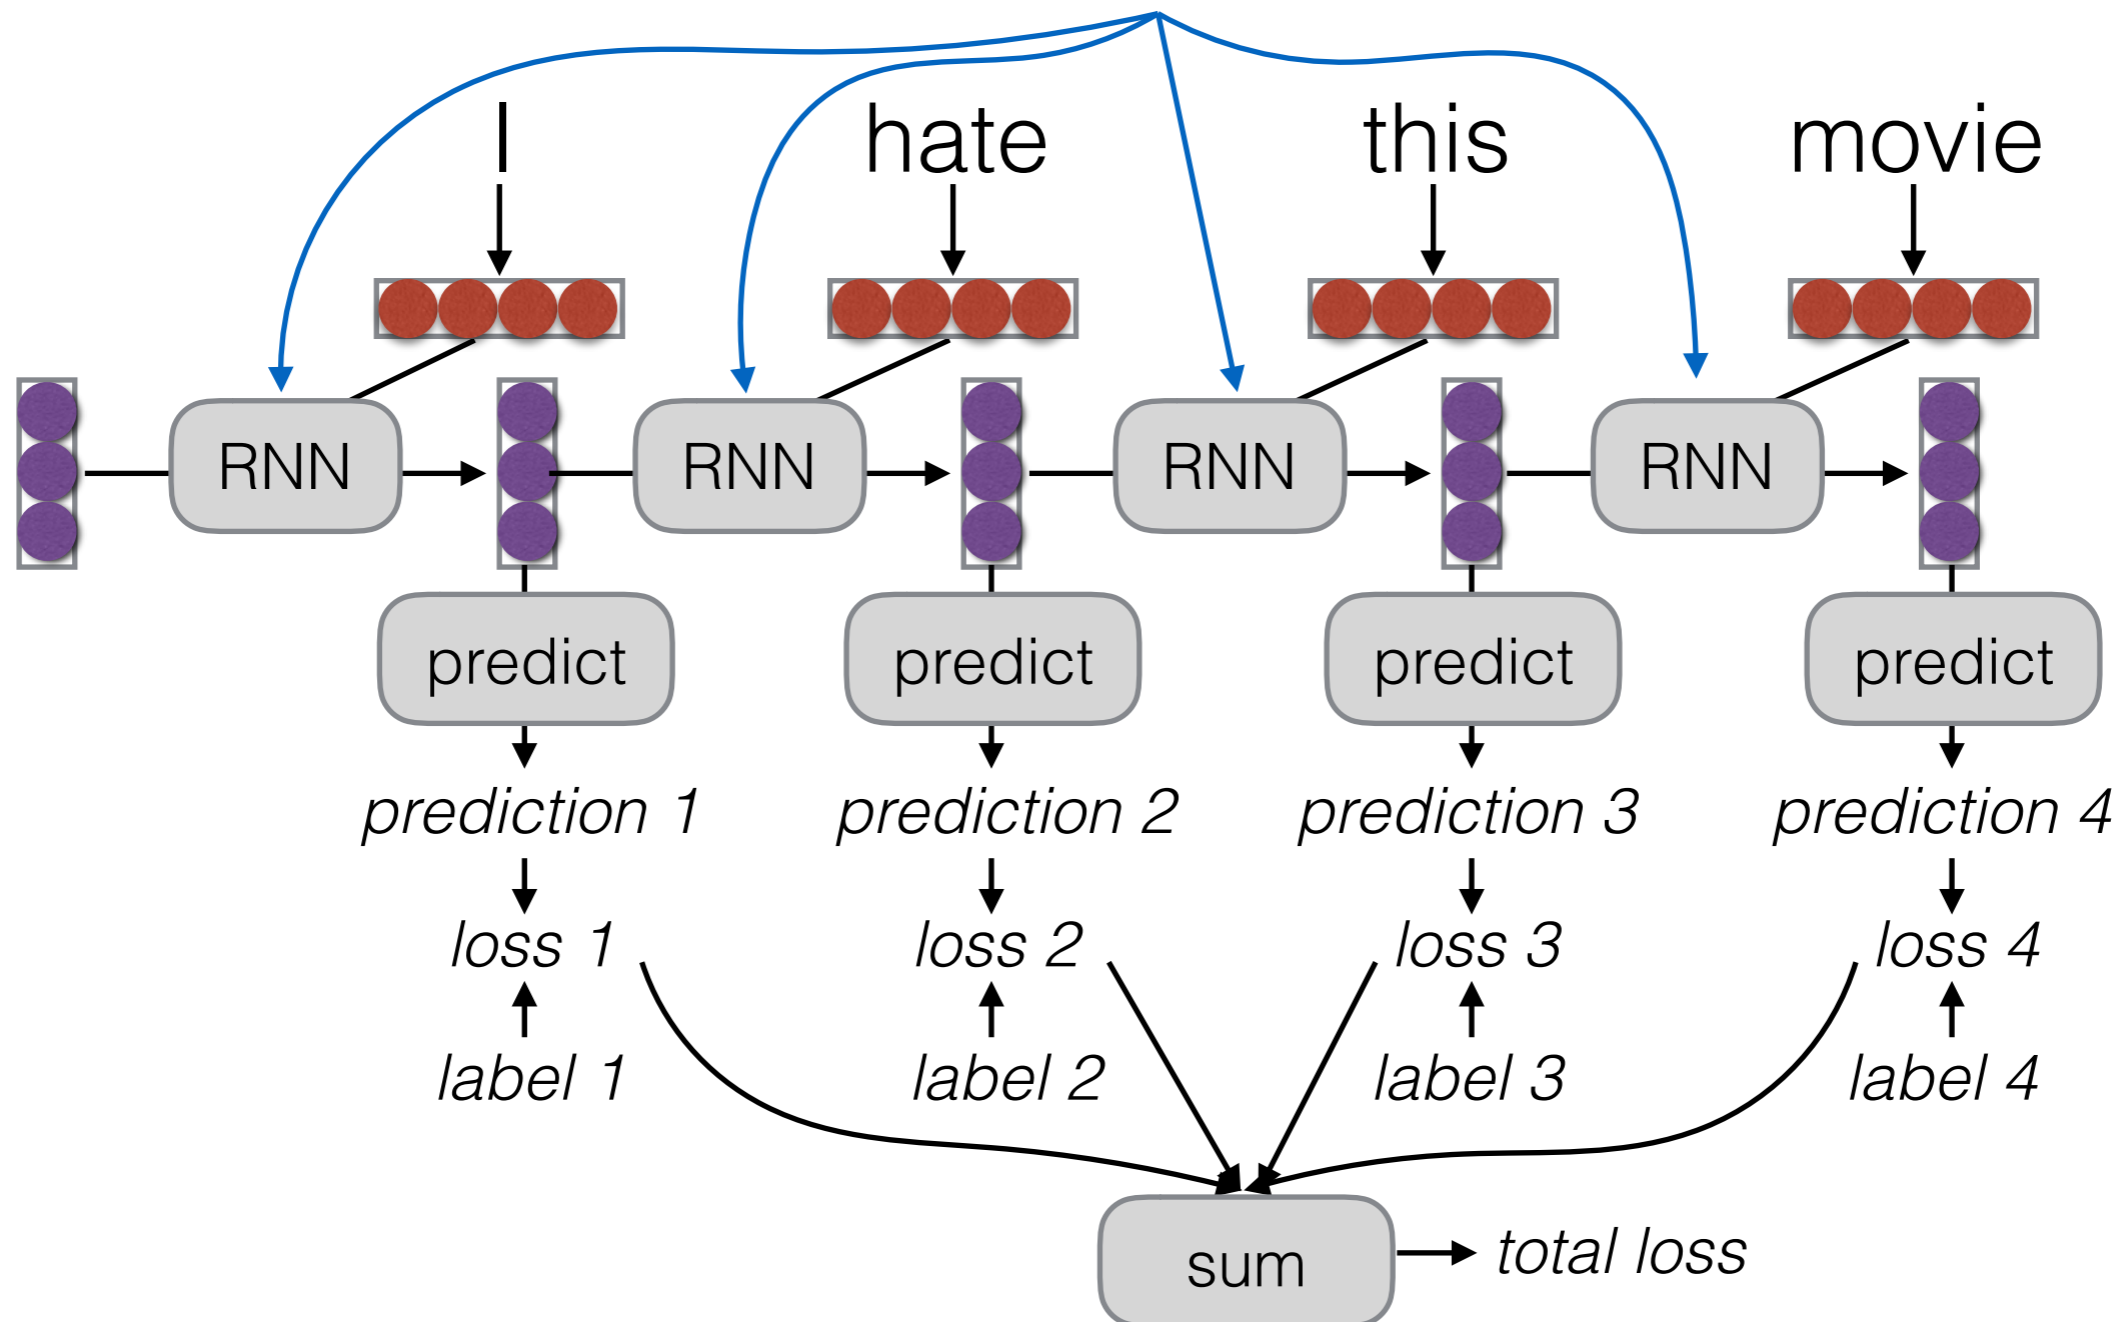 I hate this movie
RNN RNN RNN RNN
predict predict predict predict
prediction 1 prediction 2 prediction 3 prediction 4
loss 1 loss 2 loss 3 loss 4
label 1 label 2 label 3 label 4
sum total loss